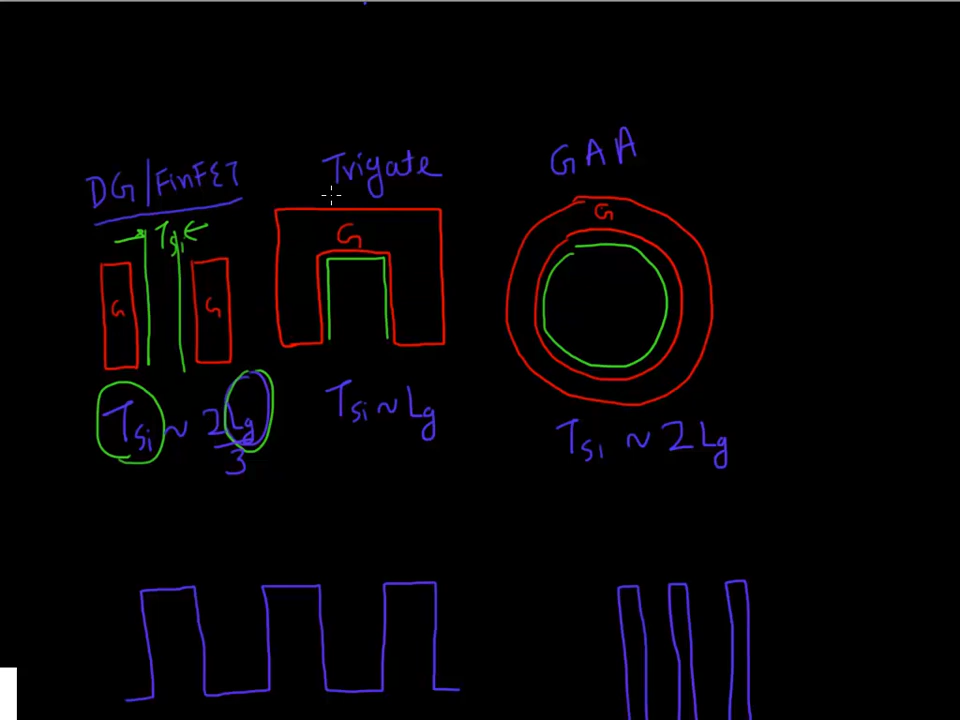 DG/FinFET
Trigate
GAA
Tsi
G
G
G
G
Tsi ~ 2Lg/3
Tsi ~ Lg
Tsi ~ 2Lg